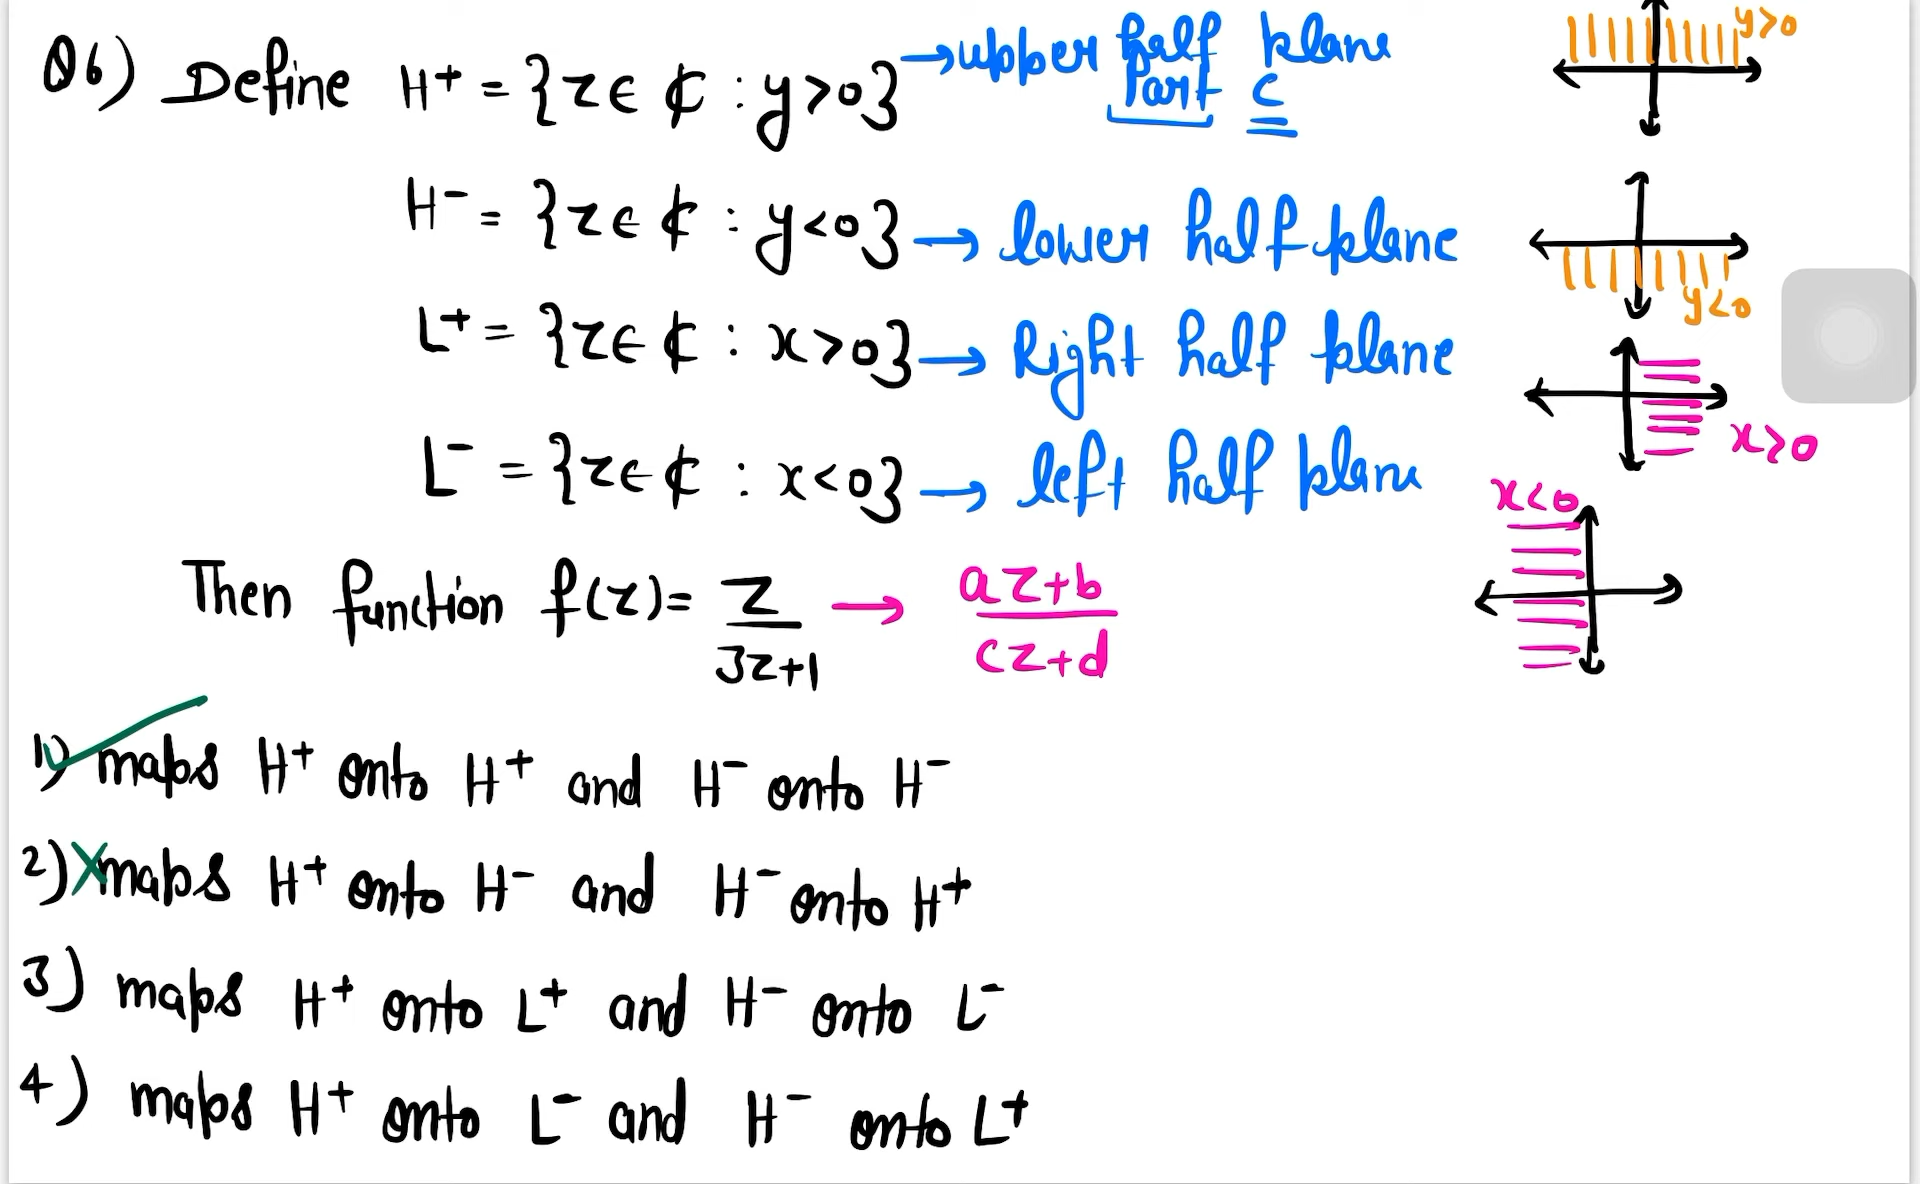 Q6) Define H+ = {z ∈ ₵ : y>0} → upper half plane y>0
Part C
H- = {z ∈ ₵ : y<0} → lower half plane
y<0
L+ = {z ∈ ₵ : x>0} → Right half plane
x>0
L- = {z ∈ ₵ : x<0} → left half plane
x<0
Then function f(z) = z/3z+1 → az+b/cz+d
1) maps H+ onto H+ and H- onto H-
2) maps H+ onto H- and H- onto H+
3) maps H+ onto L+ and H- onto L-
4) maps H+ onto L- and H- onto L+